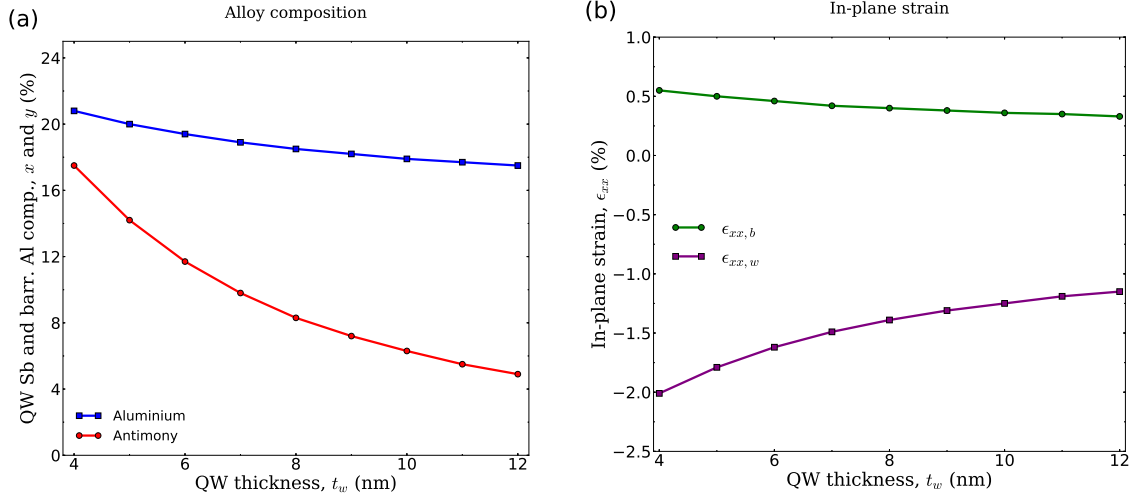 (a)
Alloy composition
24
20
16
12
8
4
0
QW Sb and barr. Al comp., x and y (%)
Aluminium
Antimony
4 6 8 10 12
QW thickness, t_w (nm)
(b)
In-plane strain
1.0
0.5
0.0
−0.5
−1.0
−1.5
−2.0
−2.5
In-plane strain, ϵ_xx (%)
ϵ_xx,b
ϵ_xx,w
4 6 8 10 12
QW thickness, t_w (nm)